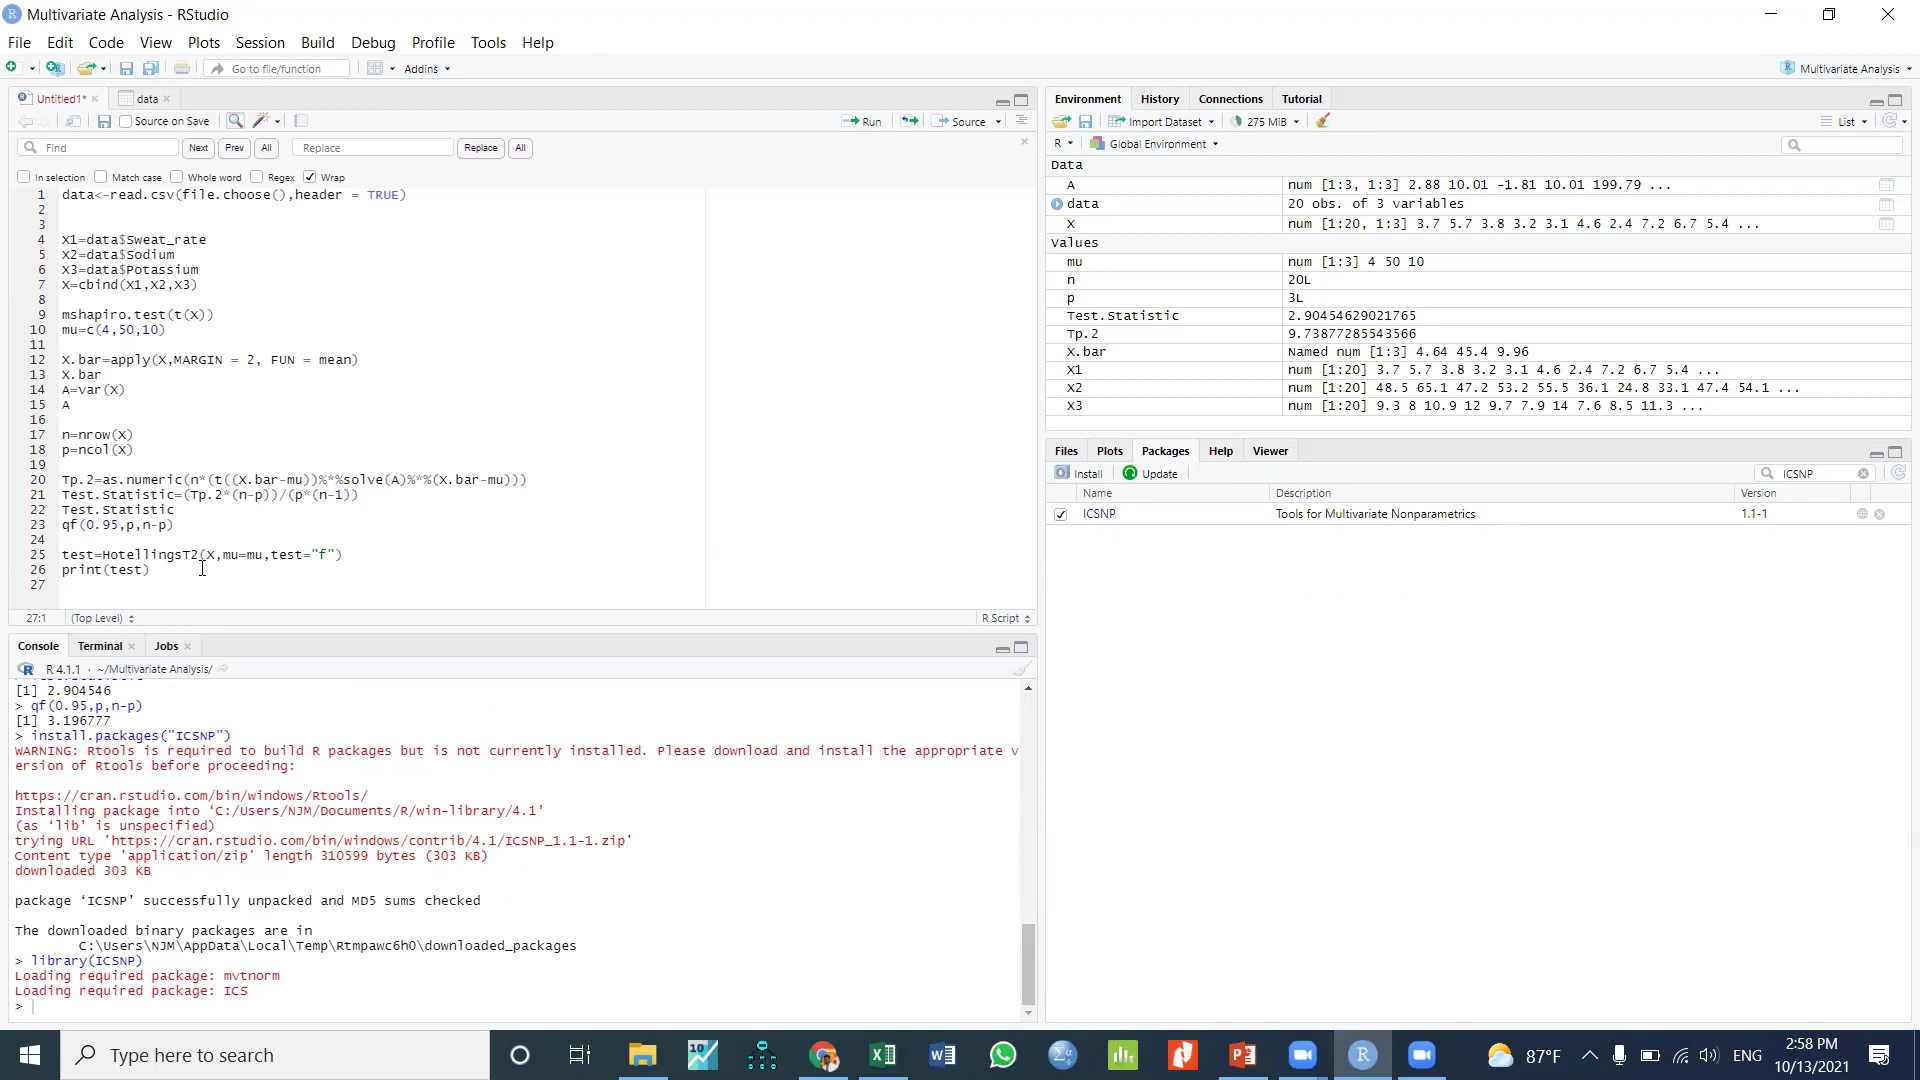 Multivariate Analysis - RStudio
File Edit Code View Plots Session Build Debug Profile Tools Help
Go to file/function Addins Multivariate Analysis
Untitled1* data
Source on Save Run Source
Find Next Prev All Replace Replace All
In selection Match case Whole word Regex Wrap
1 data<-read.csv(file.choose(),header = TRUE)
2
3
4 X1=data$Sweat_rate
5 X2=data$Sodium
6 X3=data$Potassium
7 X=cbind(X1,X2,X3)
8
9 mshapiro.test(t(X))
10 mu=c(4,50,10)
11
12 X.bar=apply(X,MARGIN = 2, FUN = mean)
13 X.bar
14 A=var(X)
15 A
16
17 n=nrow(X)
18 p=ncol(X)
19
20 Tp.2=as.numeric(n*(t((X.bar-mu))%*%solve(A)%*%(X.bar-mu)))
21 Test.Statistic=(Tp.2*(n-p))/(p*(n-1))
22 Test.Statistic
23 qf(0.95,p,n-p)
24
25 test=HotellingsT2(X,mu=mu,test="f")
26 print(test)
27
27:1 (Top Level) R Script
Console Terminal Jobs
R 4.1.1 · ~/Multivariate Analysis/
[1] 2.904546
> qf(0.95,p,n-p)
[1] 3.196777
> install.packages("ICSNP")
WARNING: Rtools is required to build R packages but is not currently installed. Please download and install the appropriate v
ersion of Rtools before proceeding:
https://cran.rstudio.com/bin/windows/Rtools/
Installing package into ‘C:/Users/NJM/Documents/R/win-library/4.1’
(as ‘lib’ is unspecified)
trying URL 'https://cran.rstudio.com/bin/windows/contrib/4.1/ICSNP_1.1-1.zip'
Content type 'application/zip' length 310599 bytes (303 KB)
downloaded 303 KB
package ‘ICSNP’ successfully unpacked and MD5 sums checked
The downloaded binary packages are in
C:\Users\NJM\AppData\Local\Temp\Rtmpawc6h0\downloaded_packages
> library(ICSNP)
Loading required package: mvtnorm
Loading required package: ICS
>
Environment History Connections Tutorial
Import Dataset 275 MiB List
R Global Environment
Data
A num [1:3, 1:3] 2.88 10.01 -1.81 10.01 199.79 ...
data 20 obs. of 3 variables
X num [1:20, 1:3] 3.7 5.7 3.8 3.2 3.1 4.6 2.4 7.2 6.7 5.4 ...
Values
mu num [1:3] 4 50 10
n 20L
p 3L
Test.Statistic 2.90454629021765
Tp.2 9.73877285543566
X.bar Named num [1:3] 4.64 45.4 9.96
X1 num [1:20] 3.7 5.7 3.8 3.2 3.1 4.6 2.4 7.2 6.7 5.4 ...
X2 num [1:20] 48.5 65.1 47.2 53.2 55.5 36.1 24.8 33.1 47.4 54.1 ...
X3 num [1:20] 9.3 8 10.9 12 9.7 7.9 14 7.6 8.5 11.3 ...
Files Plots Packages Help Viewer
Install Update ICSNP
Name Description Version
ICSNP Tools for Multivariate Nonparametrics 1.1-1
Type here to search 87°F ENG 2:58 PM
10/13/2021